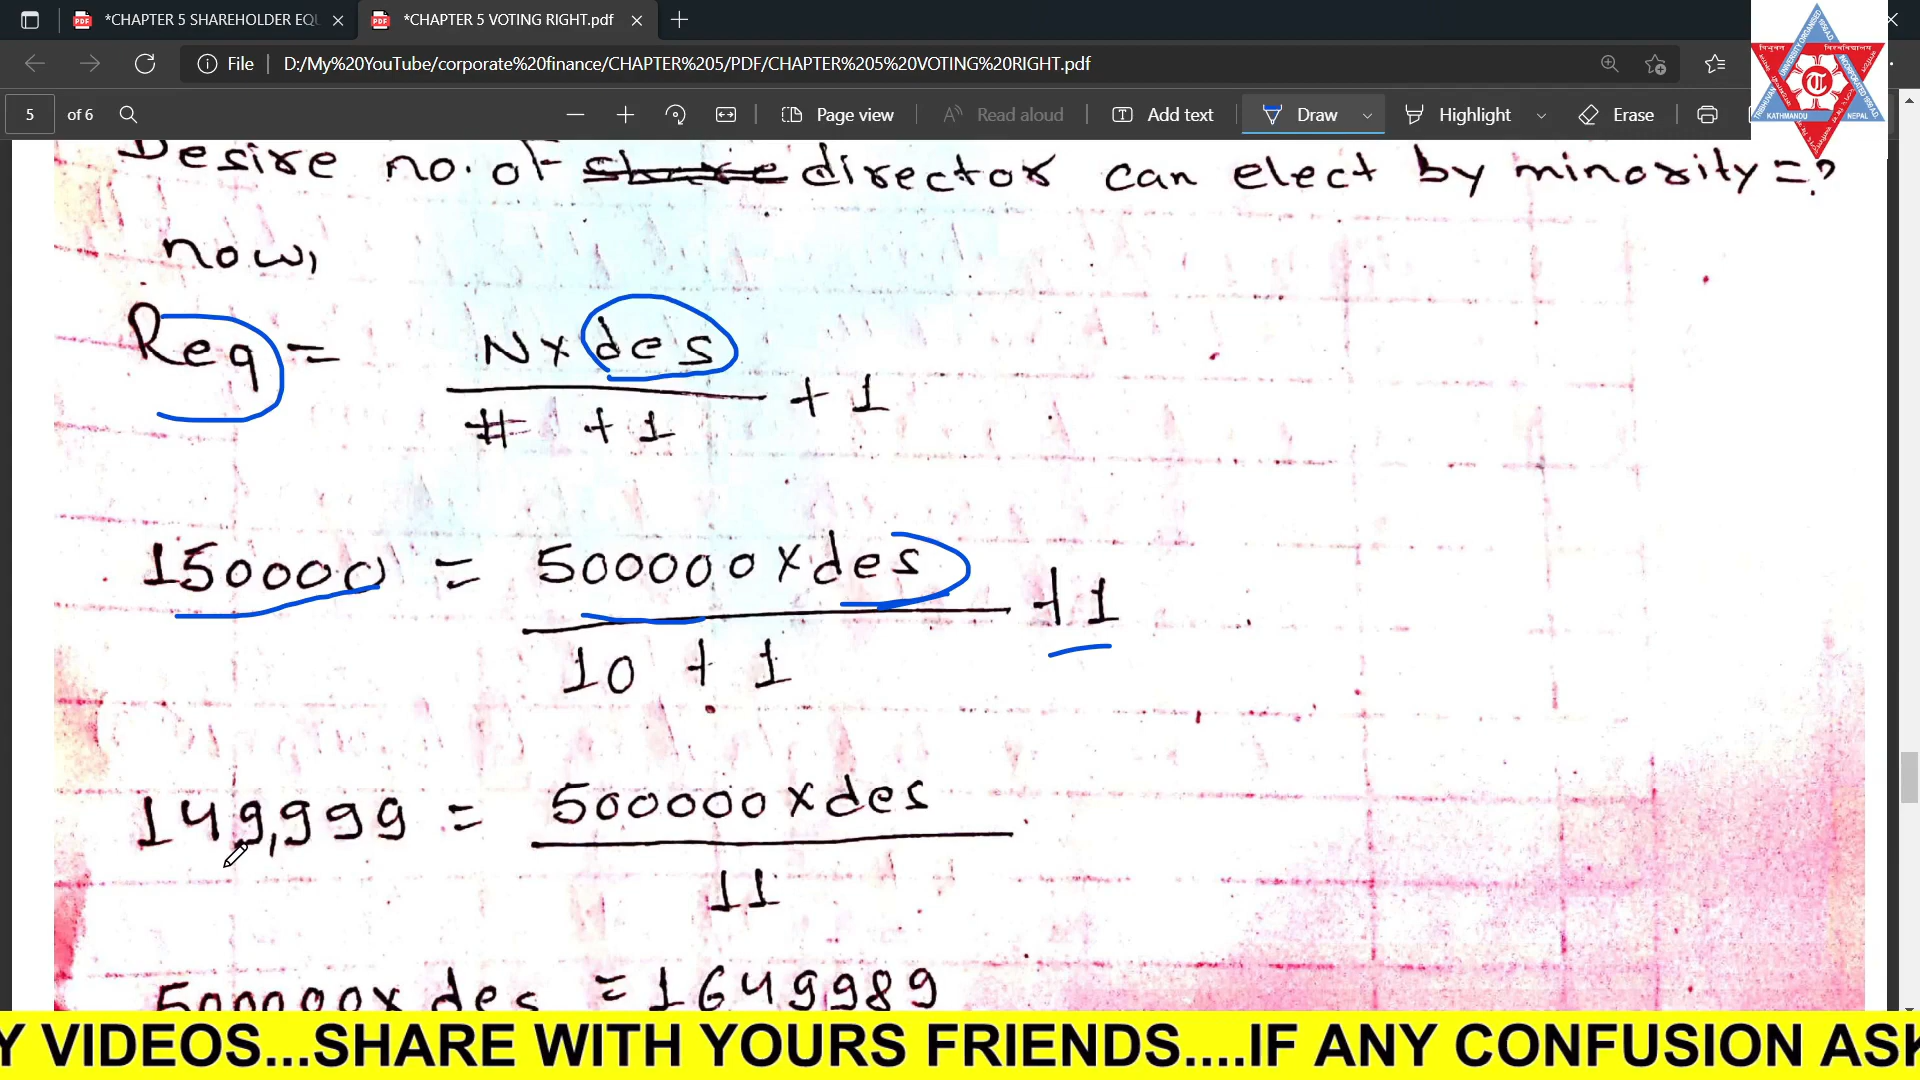 *CHAPTER 5 SHAREHOLDER EQU
*CHAPTER 5 VOTING RIGHT.pdf
File
D:/My%20YouTube/corporate%20finance/CHAPTER%205/PDF/CHAPTER%205%20VOTING%20RIGHT.pdf
5 of 6
Page view
Read aloud
Add text
Draw
Highlight
Erase
KATHMANDU NEPAL
Desire no. of director can elect by minority = ?
now,
Req = N x des
# + 1 + 1
150000 = 500000 x des
10 + 1 + 1
149,999 = 500000 x des
11
500000 x des = 1649989
Y VIDEOS...SHARE WITH YOURS FRIENDS....IF ANY CONFUSION ASK